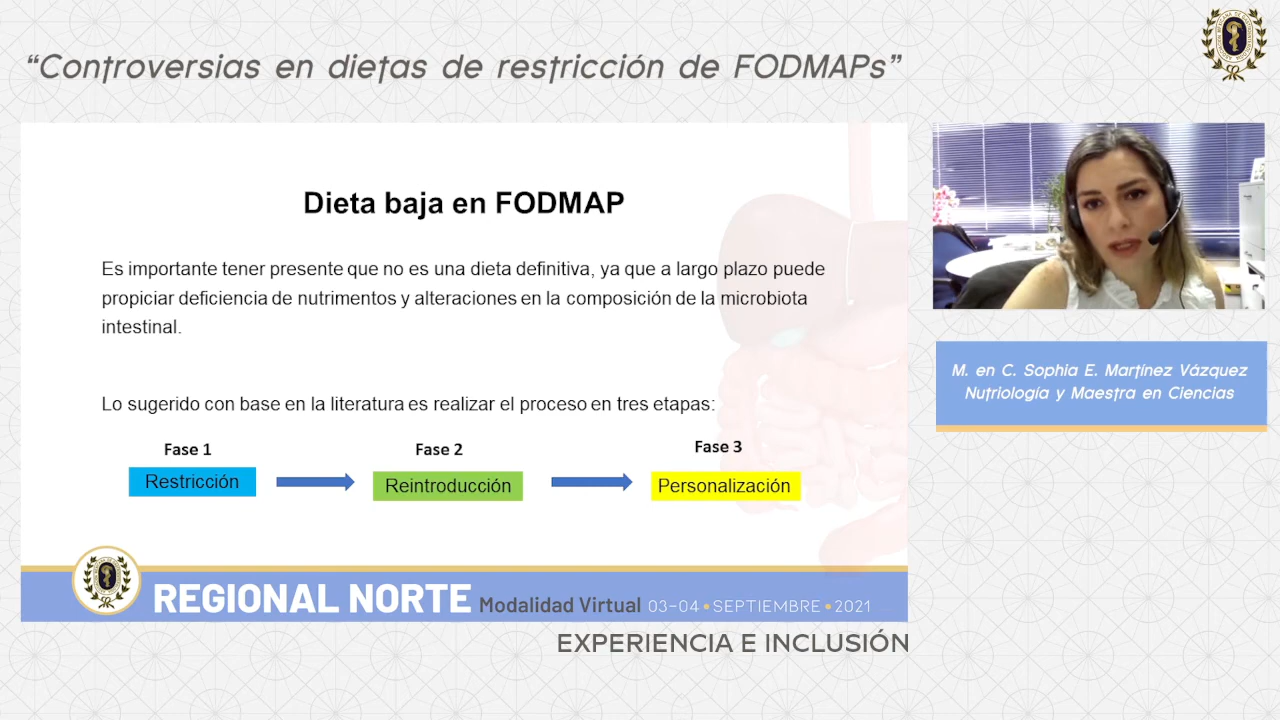 “Controversias en dietas de restricción de FODMAPs”
Dieta baja en FODMAP
Es importante tener presente que no es una dieta definitiva, ya que a largo plazo puede
propiciar deficiencia de nutrimentos y alteraciones en la composición de la microbiota
intestinal.
Lo sugerido con base en la literatura es realizar el proceso en tres etapas:
Fase 1
Fase 2
Fase 3
Restricción
Reintroducción
Personalización
REGIONAL NORTE Modalidad Virtual 03-04 • SEPTIEMBRE • 2021
EXPERIENCIA E INCLUSIÓN
M. en C. Sophia E. Martínez Vázquez
Nutriología y Maestra en Ciencias